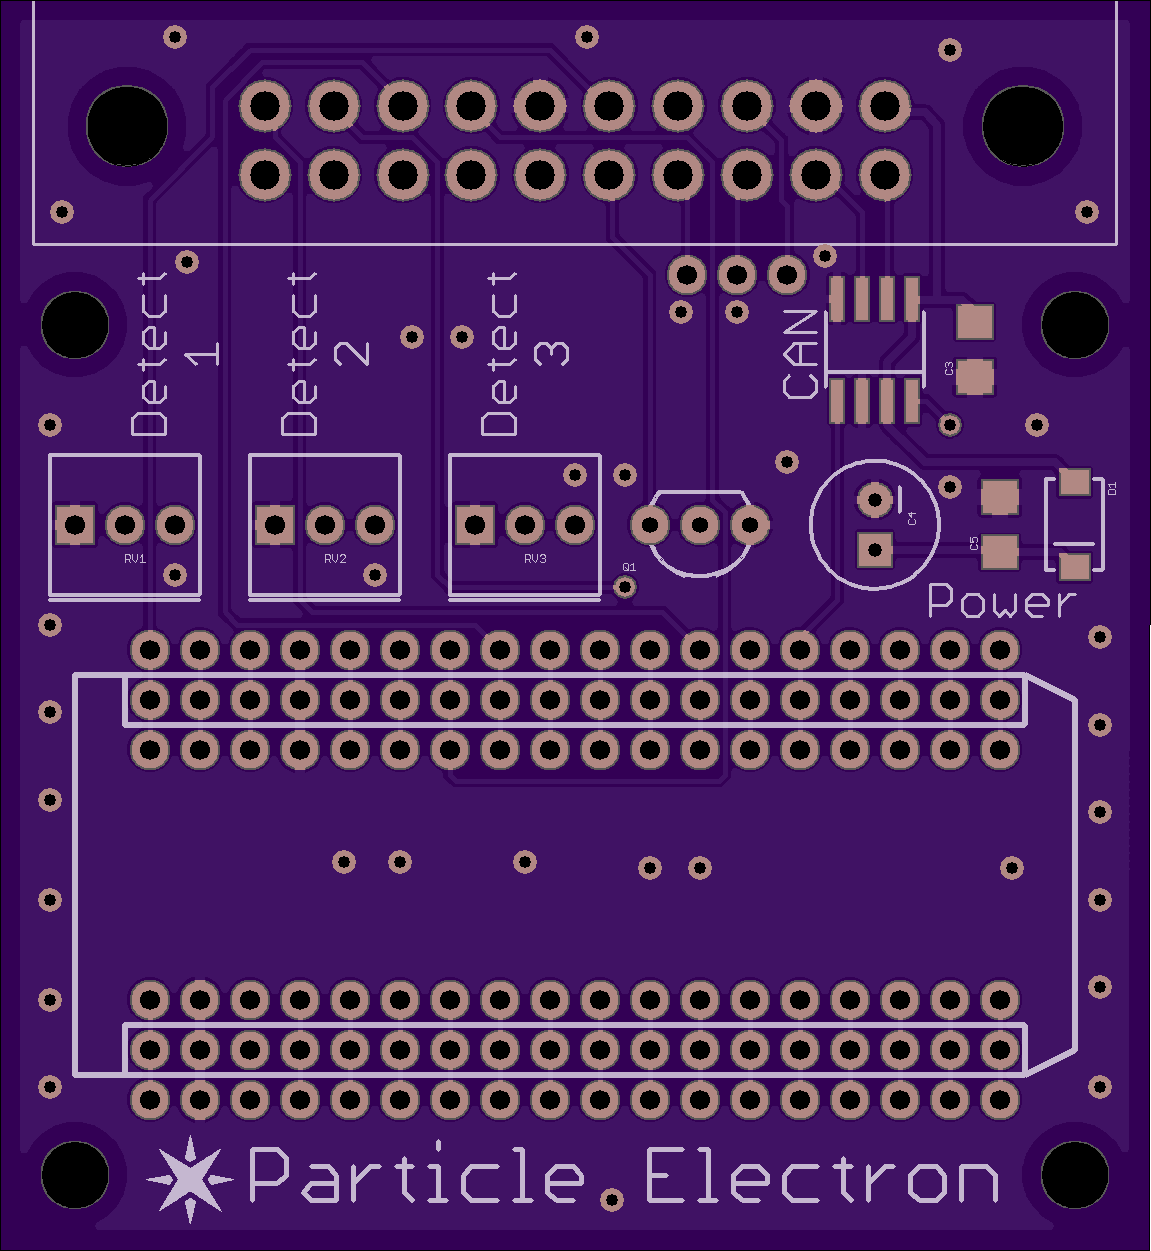 Detect
1
Detect
2
Detect
3
CAN
C3
RV1
RV2
RV3
Q1
C4
C5
D1
Power
Particle Electron